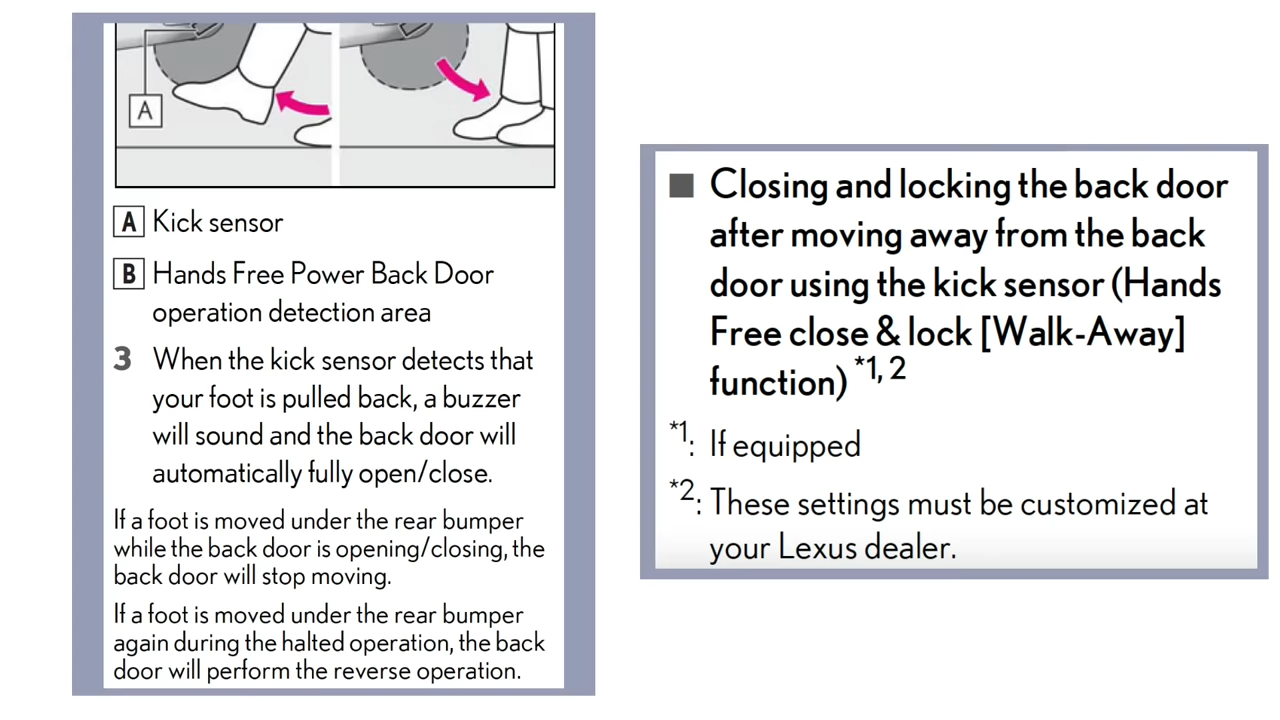 A
A Kick sensor
B Hands Free Power Back Door
operation detection area
3 When the kick sensor detects that
your foot is pulled back, a buzzer
will sound and the back door will
automatically fully open/close.
If a foot is moved under the rear bumper
while the back door is opening/closing, the
back door will stop moving.
If a foot is moved under the rear bumper
again during the halted operation, the back
door will perform the reverse operation.
■ Closing and locking the back door
after moving away from the back
door using the kick sensor (Hands
Free close & lock [Walk-Away]
function) *1, 2
*1: If equipped
*2: These settings must be customized at
your Lexus dealer.